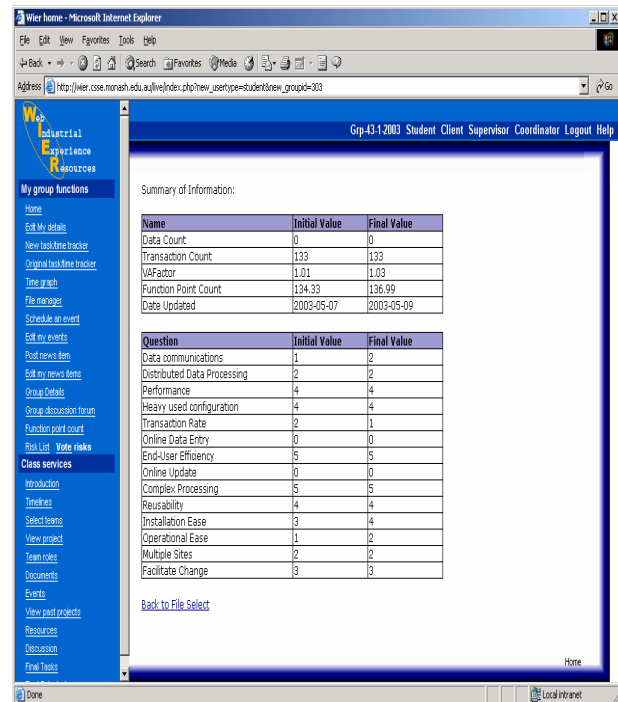 Wier home - Microsoft Internet Explorer
File Edit View Favorites Tools Help
Back Search Favorites Media
Address http://wier.csse.monash.edu.au/live/index.php?new_usertype=student&new_groupid=303 Go
Web
Industrial
Experience
Resources
Grp-43-1-2003 Student Client Supervisor Coordinator Logout Help
My group functions
Home
Edit My details
New task/time tracker
Original task/time tracker
Time graph
File manager
Schedule an event
Edit my events
Post news item
Edit my news items
Group Details
Group discussion forum
Function point count
Risk List Vote risks
Class services
Introduction
Timelines
Select teams
View project
Team roles
Documents
Events
View past projects
Resources
Discussion
Final Tasks
Summary of Information:
Name Initial Value Final Value
Data Count 0 0
Transaction Count 133 133
VAFactor 1.01 1.03
Function Point Count 134.33 136.99
Date Updated 2003-05-07 2003-05-09
Question Initial Value Final Value
Data communications 1 2
Distributed Data Processing 2 2
Performance 4 4
Heavy used configuration 4 4
Transaction Rate 2 1
Online Data Entry 0 0
End-User Efficiency 5 5
Online Update 0 0
Complex Processing 5 5
Reusability 4 4
Installation Ease 3 4
Operational Ease 1 2
Multiple Sites 2 2
Facilitate Change 3 3
Back to File Select
Home
Done Local intranet